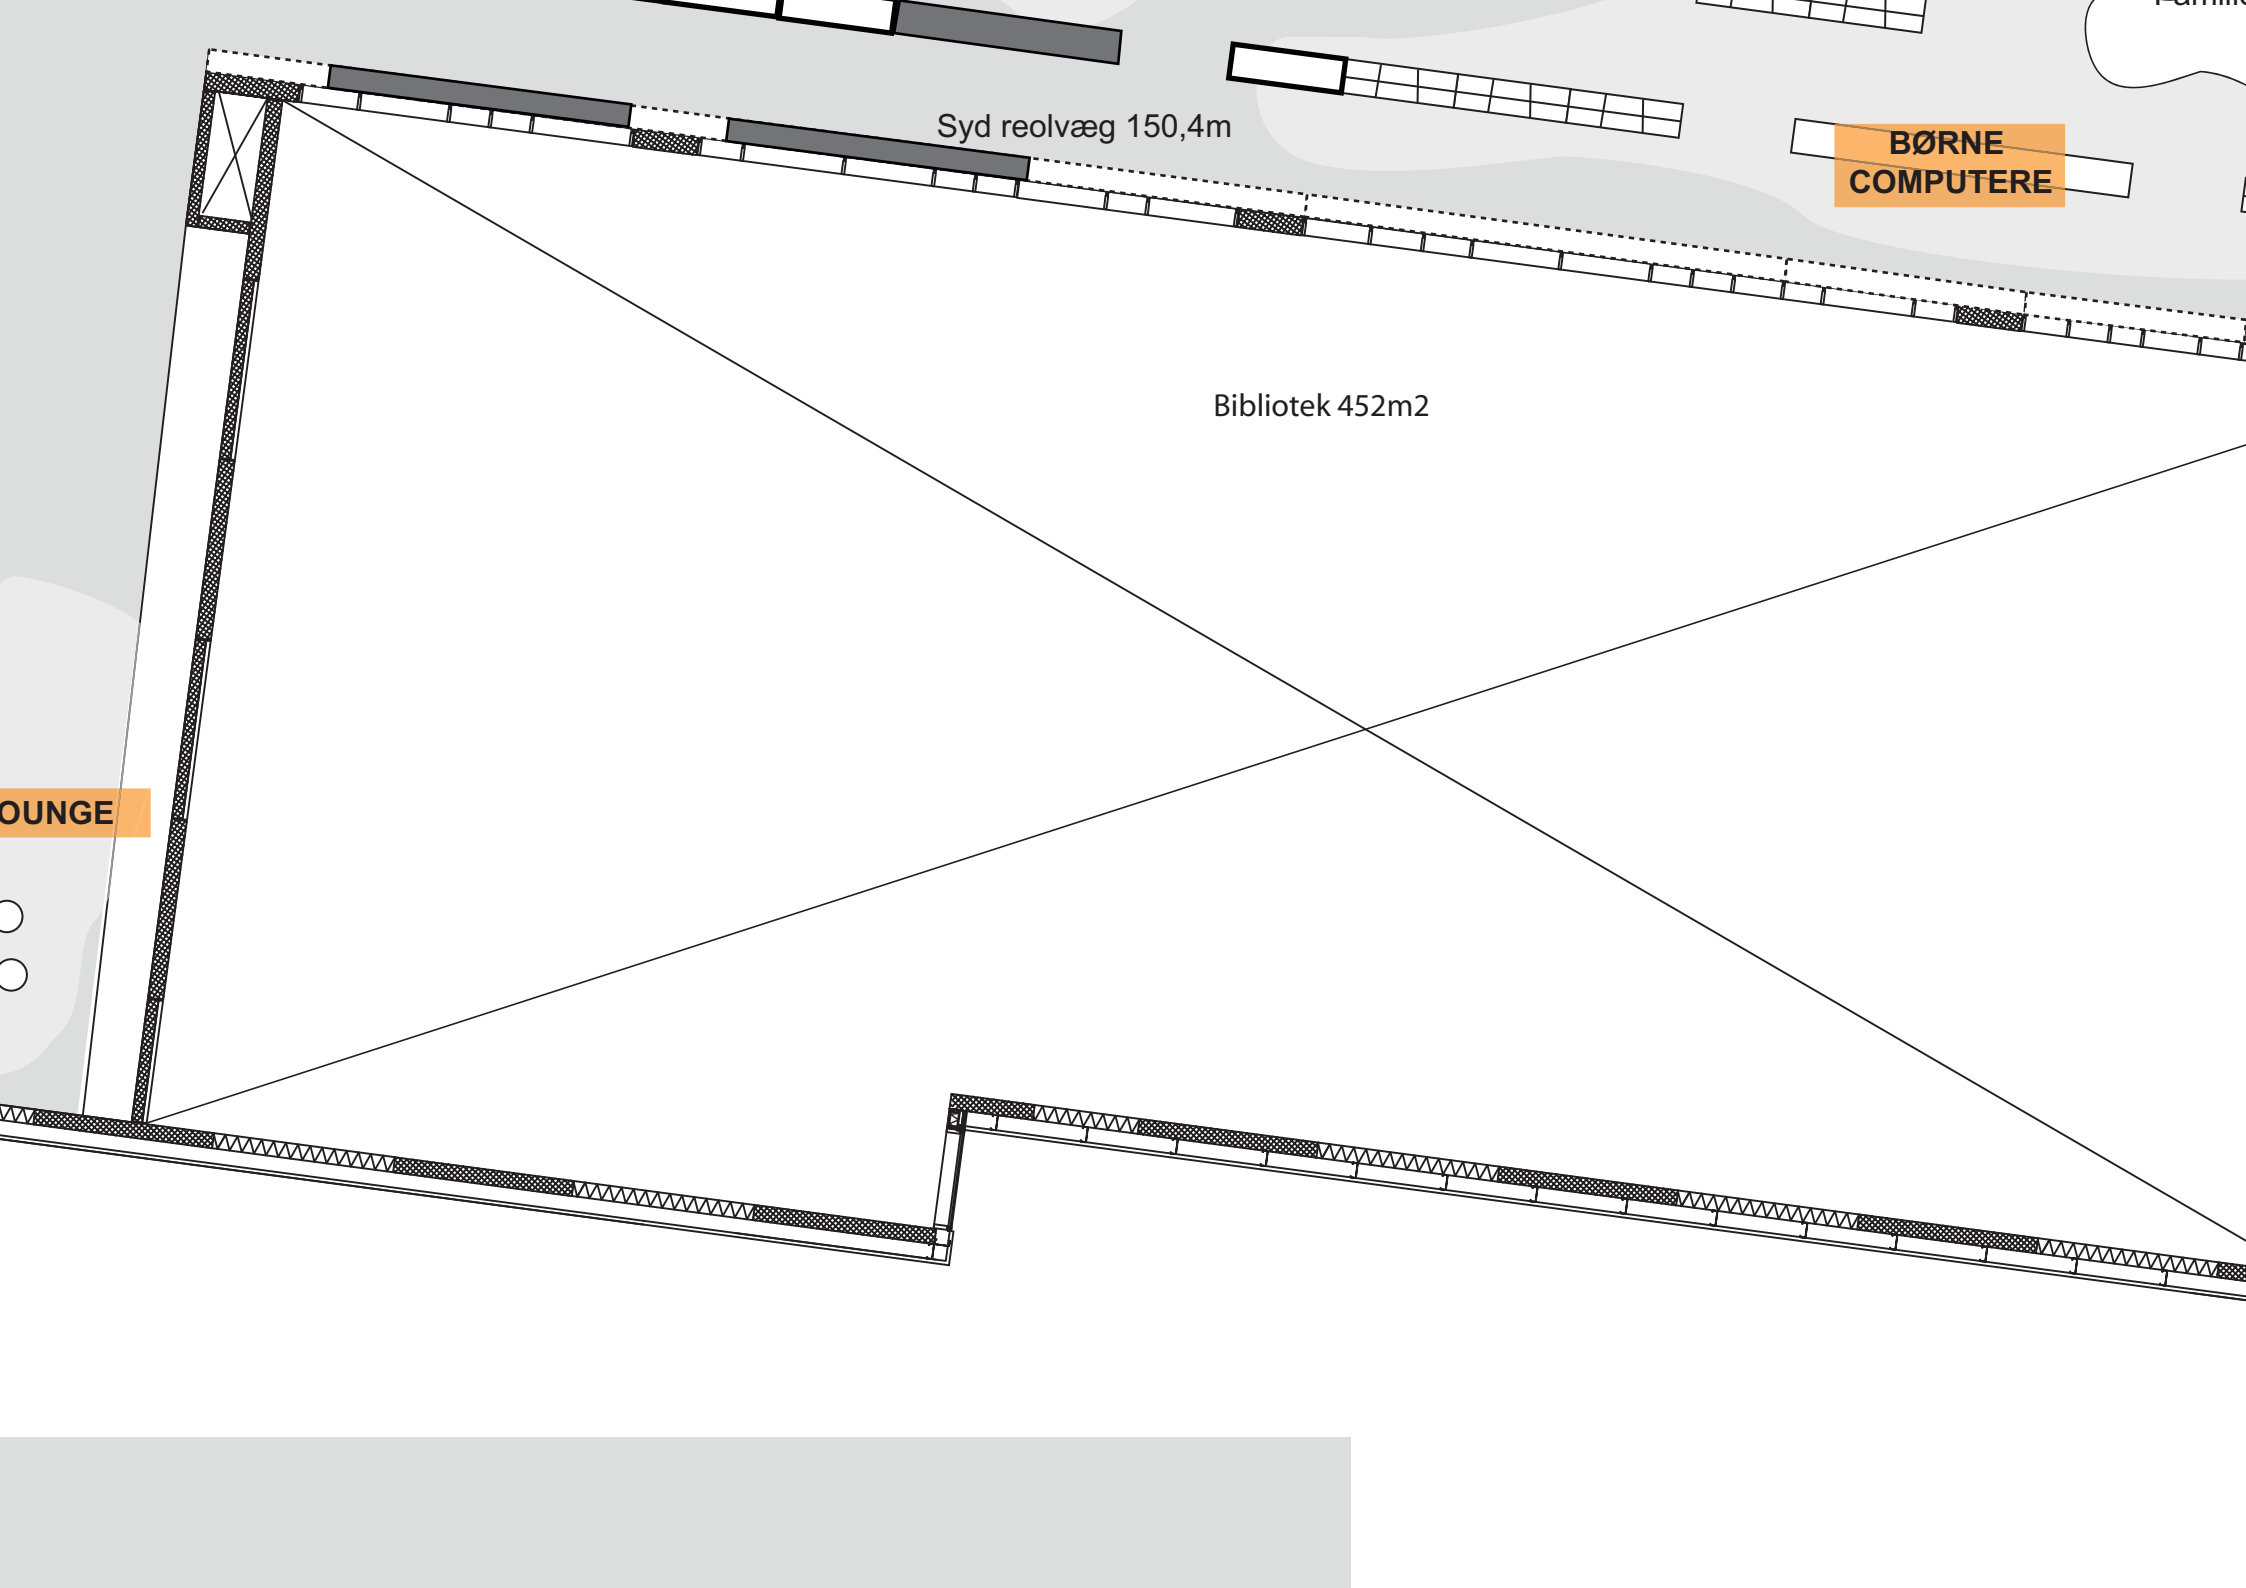 Syd reolvæg 150,4m
BØRNE
COMPUTERE
Bibliotek 452m2
OUNGE